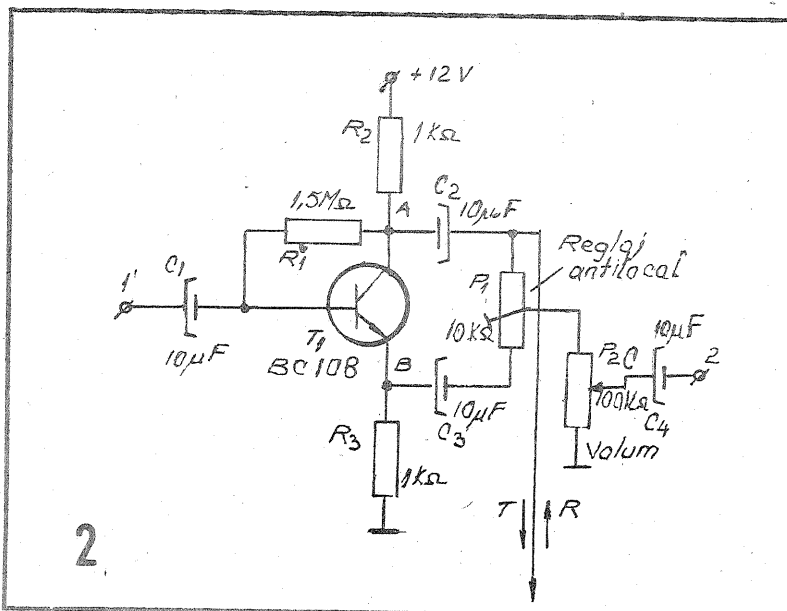 +12V
R2 1KΩ
1,5MΩ
A
C2
10µF
R1
Reglaj
antilocal
C1
1'
P1
10KΩ
10µF
T1
BC108
B
10µF
C3
P2 C
100KΩ
10µF
2
C4
Volum
R3
1KΩ
T R
2